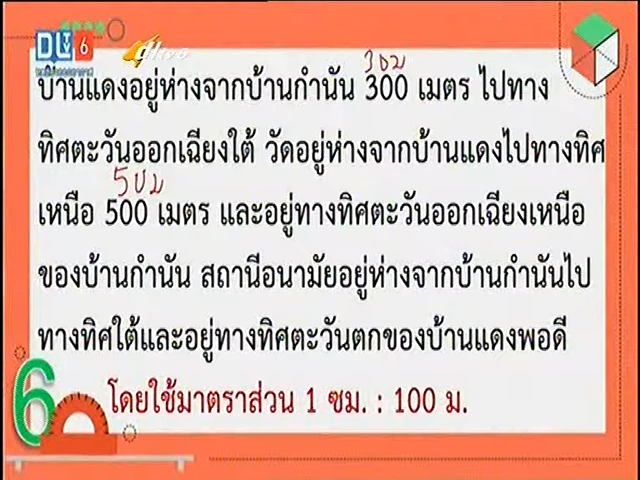 DLTV 6
dltv6
3 ซม
บ้านแดงอยู่ห่างจากบ้านกำนัน 300 เมตร ไปทาง
ทิศตะวันออกเฉียงใต้ วัดอยู่ห่างจากบ้านแดงไปทางทิศ
5 ซม
เหนือ 500 เมตร และอยู่ทางทิศตะวันออกเฉียงเหนือ
ของบ้านกำนัน สถานีอนามัยอยู่ห่างจากบ้านกำนันไป
ทางทิศใต้และอยู่ทางทิศตะวันตกของบ้านแดงพอดี
6
โดยใช้มาตราส่วน 1 ซม. : 100 ม.